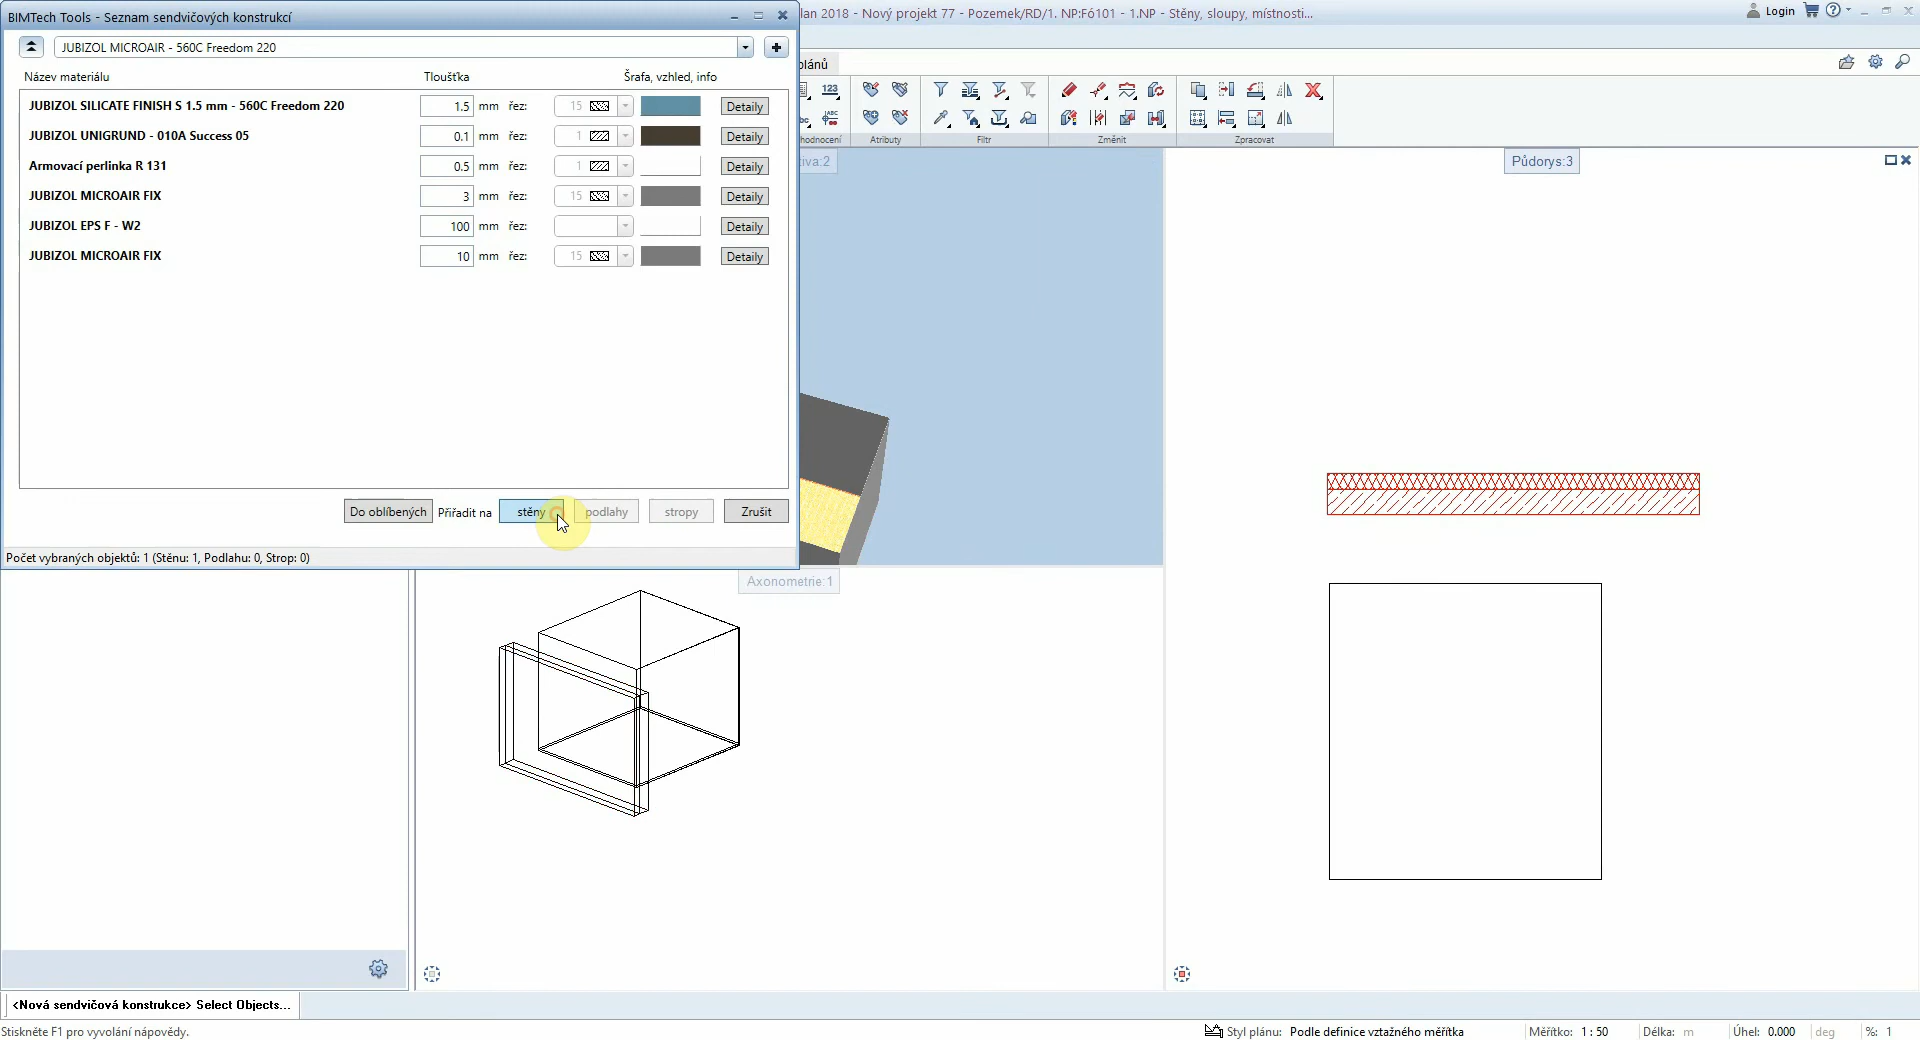 BIMTech Tools - Seznam sendvičových konstrukcí
lan 2018 - Nový projekt 77 - Pozemek/RD/1. NP:F6101 - 1.NP - Stěny, sloupy, místnosti...
Login
JUBIZOL MICROAIR - 560C Freedom 220
lánů
Název materiálu Tloušťka Šrafa, vzhled, info
JUBIZOL SILICATE FINISH S 1.5 mm - 560C Freedom 220 1.5 mm řez: 15 Detaily
JUBIZOL UNIGRUND - 010A Success 05 0.1 mm řez: 1 Detaily
Armovací perlinka R 131 0.5 mm řez: 1 Detaily
JUBIZOL MICROAIR FIX 3 mm řez: 15 Detaily
JUBIZOL EPS F - W2 100 mm řez: Detaily
JUBIZOL MICROAIR FIX 10 mm řez: 15 Detaily
123
ABC
hodnocení Atributy Filtr Změnit Zpracovat
iva:2
Půdorys:3
Do oblíbených Přiřadit na stěny podlahy stropy Zrušit
Počet vybraných objektů: 1 (Stěnu: 1, Podlahu: 0, Strop: 0)
Axonometrie:1
<Nová sendvičová konstrukce> Select Objects...
Stiskněte F1 pro vyvolání nápovědy.
Styl plánu: Podle definice vztažného měřítka Měřítko: 1 : 50 Délka: m Úhel: 0.000 deg %: 1